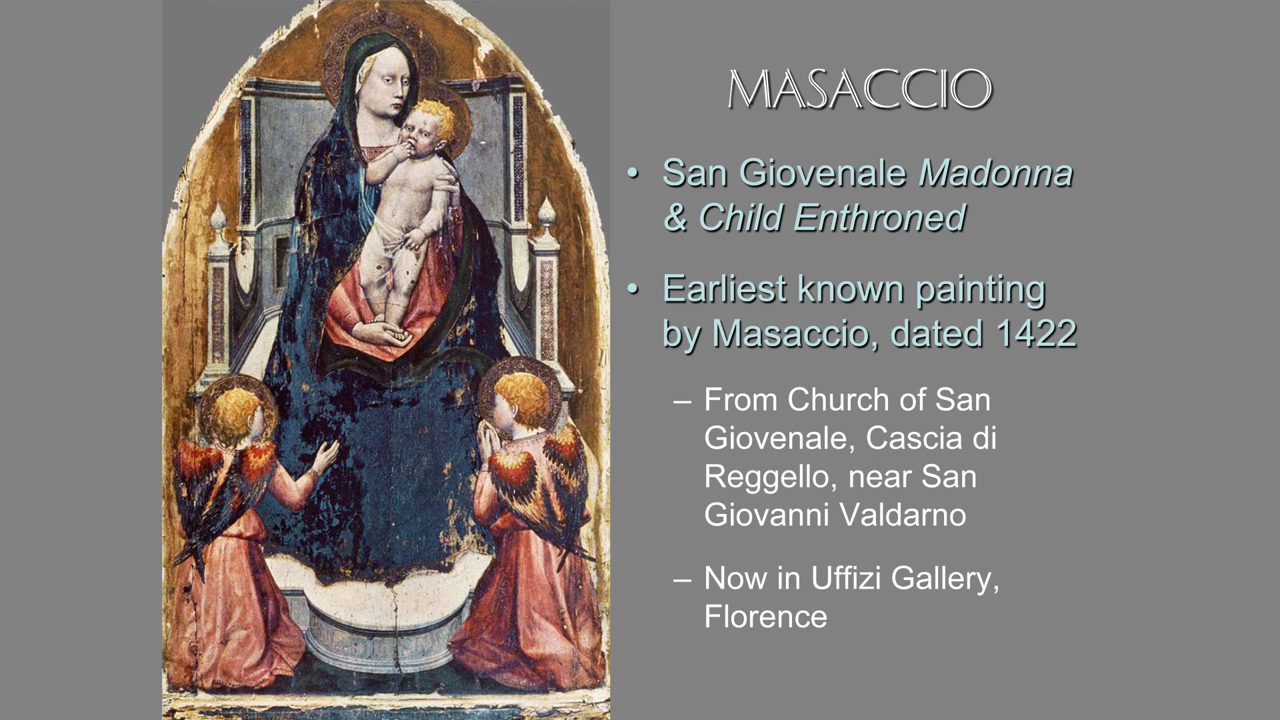 MASACCIO
• San Giovenale Madonna
& Child Enthroned
• Earliest known painting
by Masaccio, dated 1422
– From Church of San
Giovenale, Cascia di
Reggello, near San
Giovanni Valdarno
– Now in Uffizi Gallery,
Florence